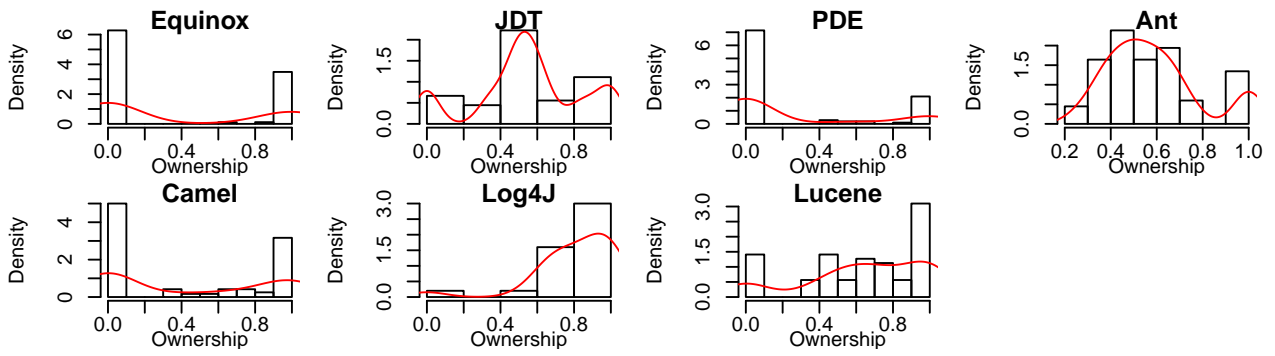 Equinox
Density
0 2 4 6
0.0 0.4 0.8
Ownership
JDT
Density
0.0 1.5
0.0 0.4 0.8
Ownership
PDE
Density
0 3 6
0.0 0.4 0.8
Ownership
Ant
Density
0.0 1.5
0.2 0.4 0.6 0.8 1.0
Ownership
Camel
Density
0 2 4
0.0 0.4 0.8
Ownership
Log4J
Density
0.0 1.5 3.0
0.0 0.4 0.8
Ownership
Lucene
Density
0.0 1.5 3.0
0.0 0.4 0.8
Ownership